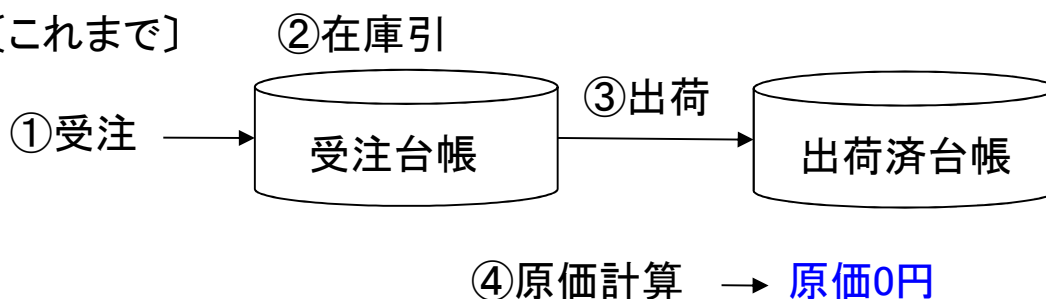 〔これまで〕
②在庫引
①受注
受注台帳
③出荷
出荷済台帳
④原価計算 → 原価0円